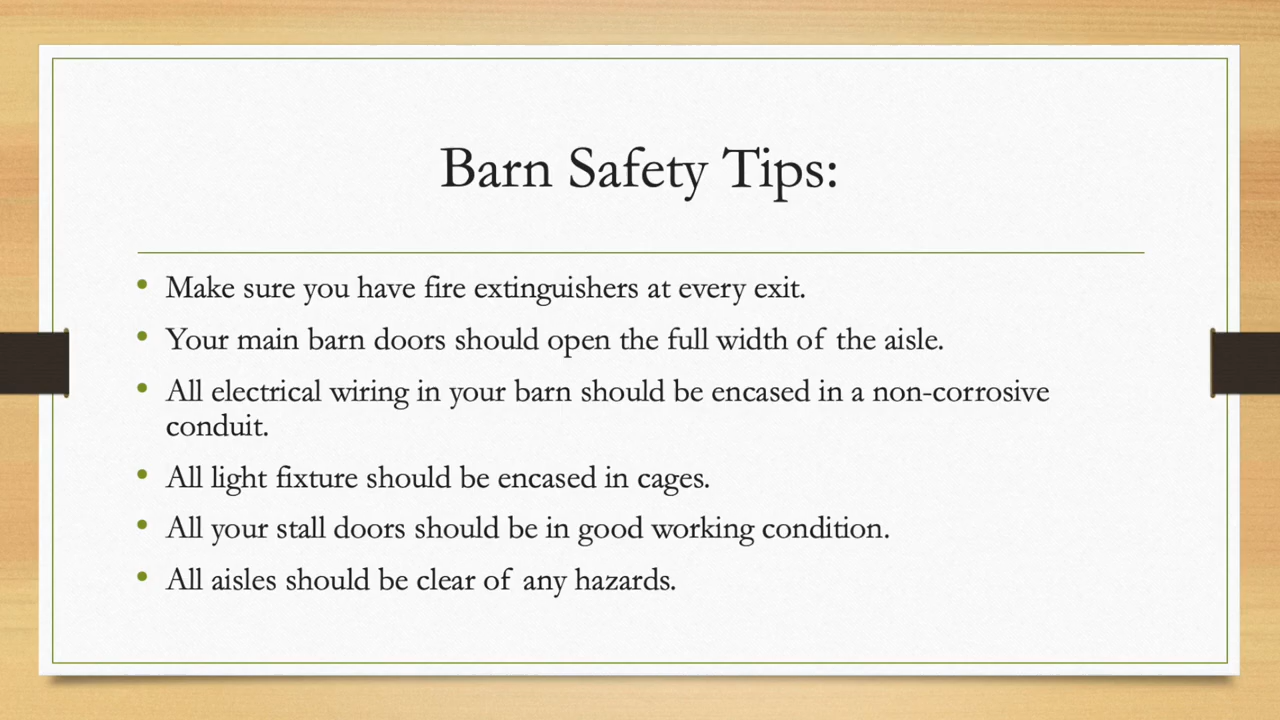 Barn Safety Tips:
• Make sure you have fire extinguishers at every exit.
• Your main barn doors should open the full width of the aisle.
• All electrical wiring in your barn should be encased in a non-corrosive
conduit.
• All light fixture should be encased in cages.
• All your stall doors should be in good working condition.
• All aisles should be clear of any hazards.